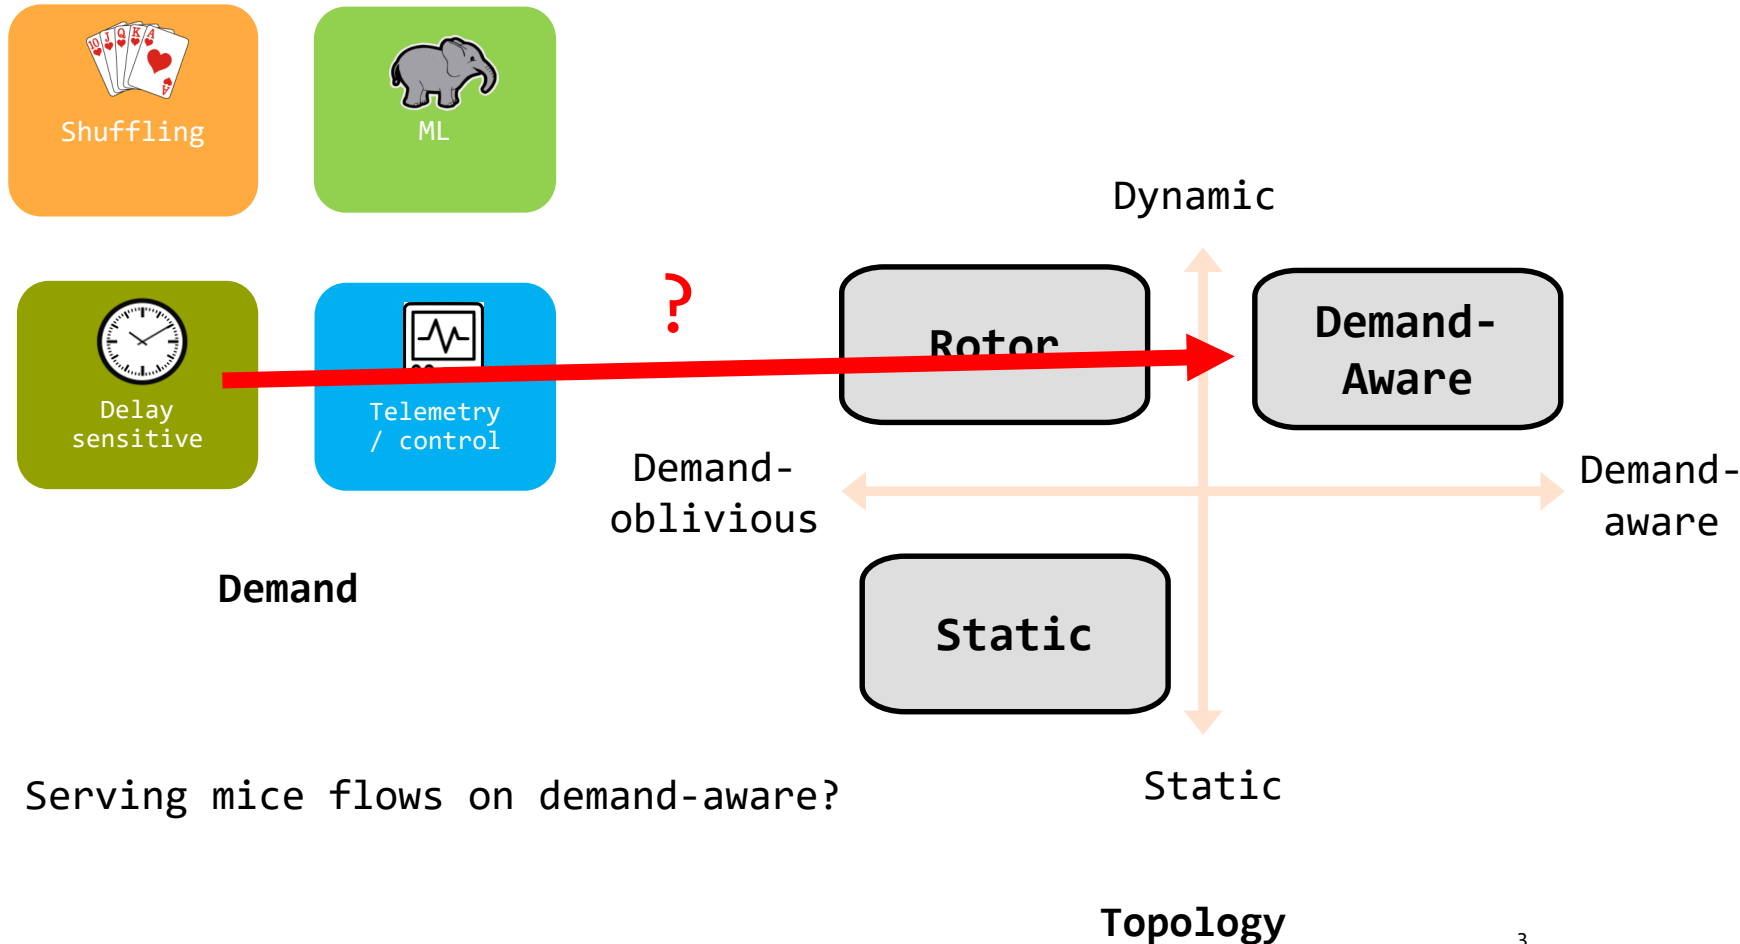 Shuffling
ML
Delay
sensitive
Telemetry
/ control
?
Demand
Serving mice flows on demand-aware?
Dynamic
Rotor
Demand-
Aware
Demand-
oblivious
Demand-
aware
Static
Static
Topology
3